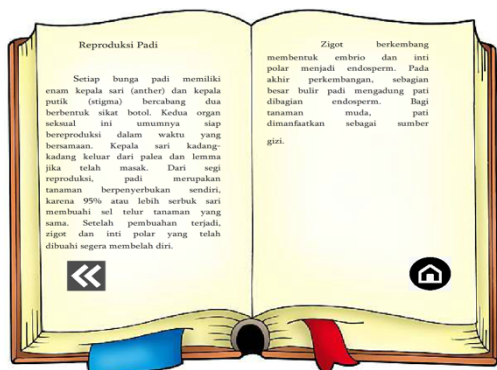 Reproduksi Padi
Setiap bunga padi memiliki
enam kepala sari (anther) dan kepala
putik (stigma) bercabang dua
berbentuk sikat botol. Kedua organ
seksual ini umumnya siap
bereproduksi dalam waktu yang
bersamaan. Kepala sari kadang-
kadang keluar dari palea dan lemma
jika telah masak. Dari segi
reproduksi, padi merupakan
tanaman berpenyerbukan sendiri,
karena 95% atau lebih serbuk sari
membuahi sel telur tanaman yang
sama. Setelah pembuahan terjadi,
zigot dan inti polar yang telah
dibuahi segera membelah diri.
Zigot berkembang
membentuk embrio dan inti
polar menjadi endosperm. Pada
akhir perkembangan, sebagian
besar bulir padi mengadung pati
dibagian endosperm. Bagi
tanaman muda, pati
dimanfaatkan sebagai sumber
gizi.